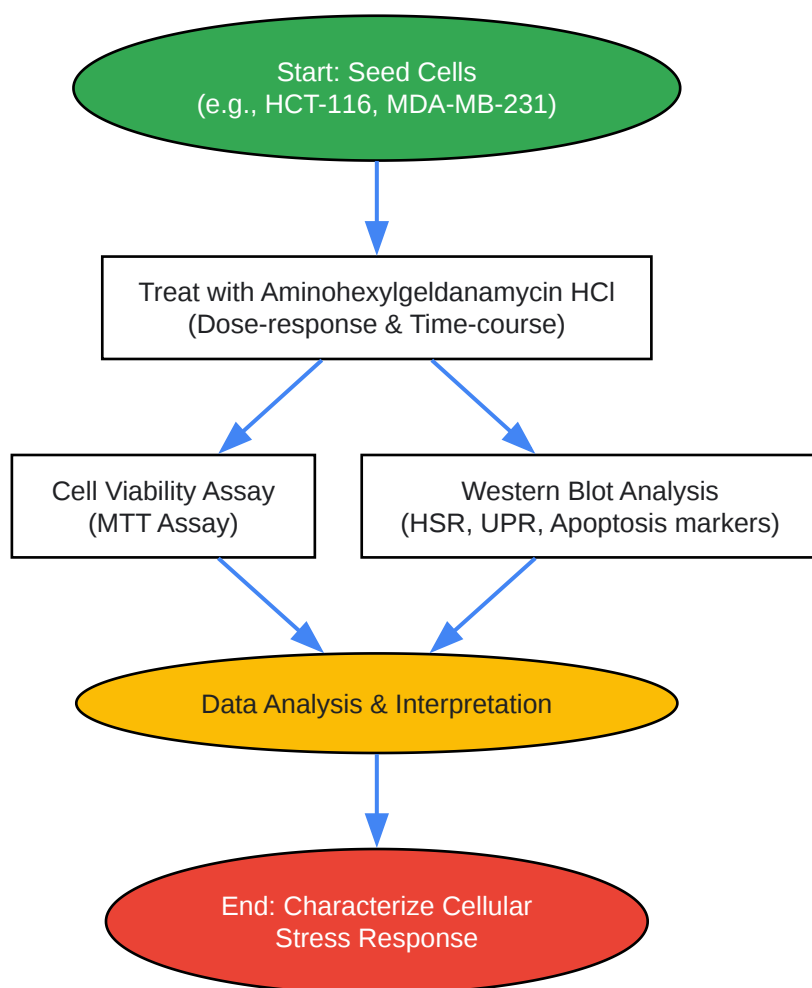 Start: Seed Cells
(e.g., HCT-116, MDA-MB-231)
Treat with Aminohexylgeldanamycin HCl
(Dose-response & Time-course)
Cell Viability Assay
(MTT Assay)
Western Blot Analysis
(HSR, UPR, Apoptosis markers)
Data Analysis & Interpretation
End: Characterize Cellular
Stress Response